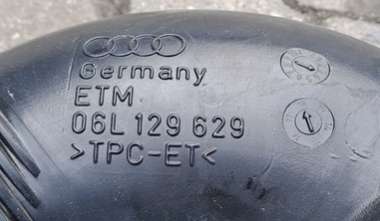 Germany
ETM
06L 129 629
>TPC-ET<